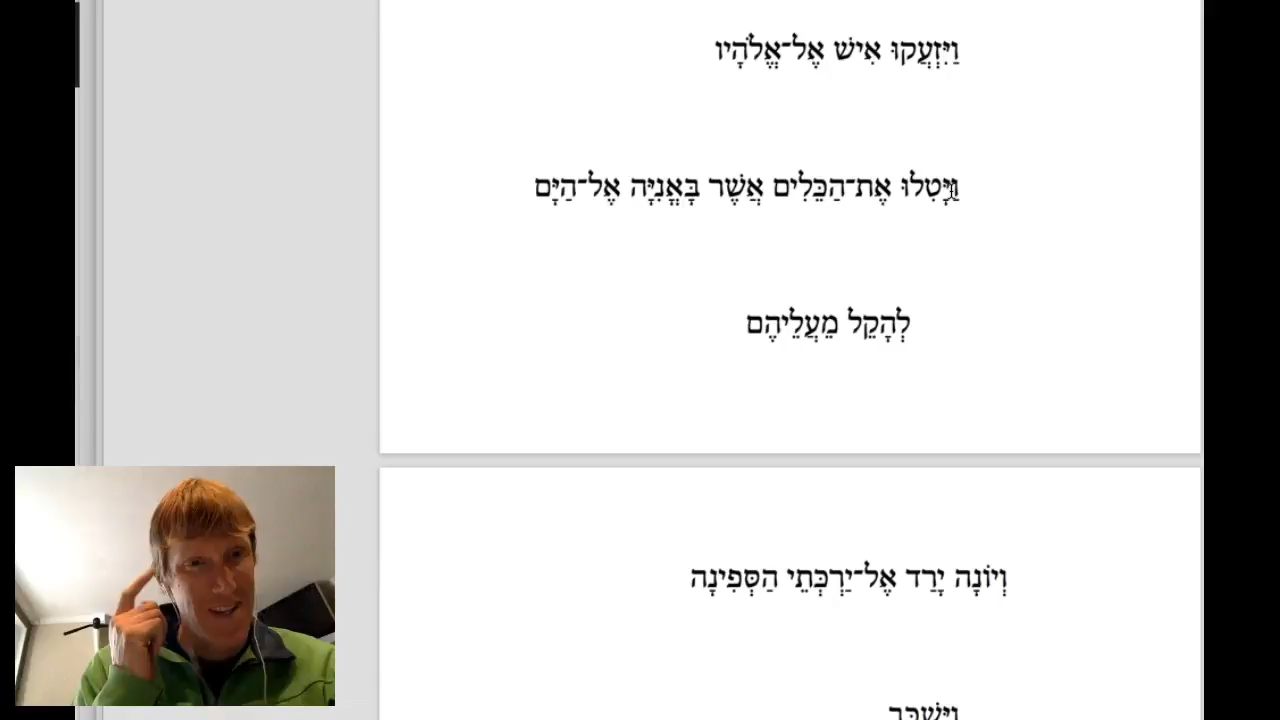 וַיִּזְעֲקוּ אִישׁ אֶל־אֱלֹהָיו
וַיָּטִלוּ אֶת־הַכֵּלִים אֲשֶׁר בָּאֳנִיָּה אֶל־הַיָּם
לְהָקֵל מֵעֲלֵיהֶם
וְיוֹנָה יָרַד אֶל־יַרְכְּתֵי הַסְּפִינָה
וַיִּשְׁכַּב